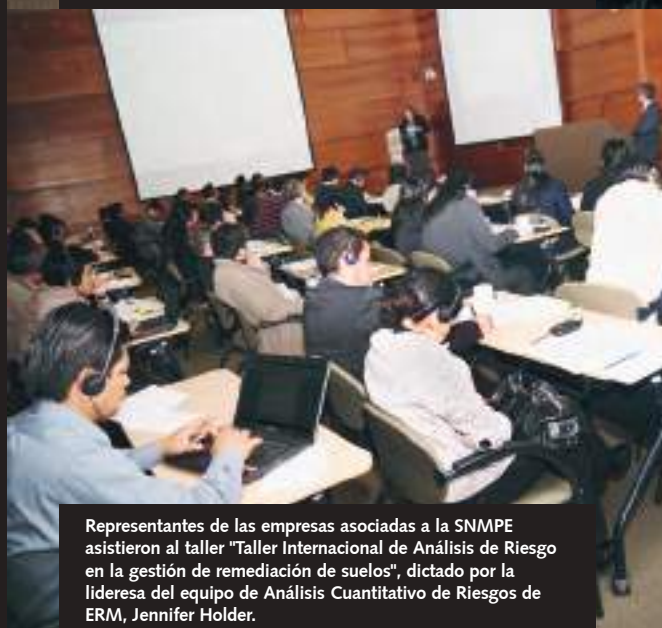 Representantes de las empresas asociadas a la SNMPE
asistieron al taller "Taller Internacional de Análisis de Riesgo
en la gestión de remediación de suelos", dictado por la
lideresa del equipo de Análisis Cuantitativo de Riesgos de
ERM, Jennifer Holder.